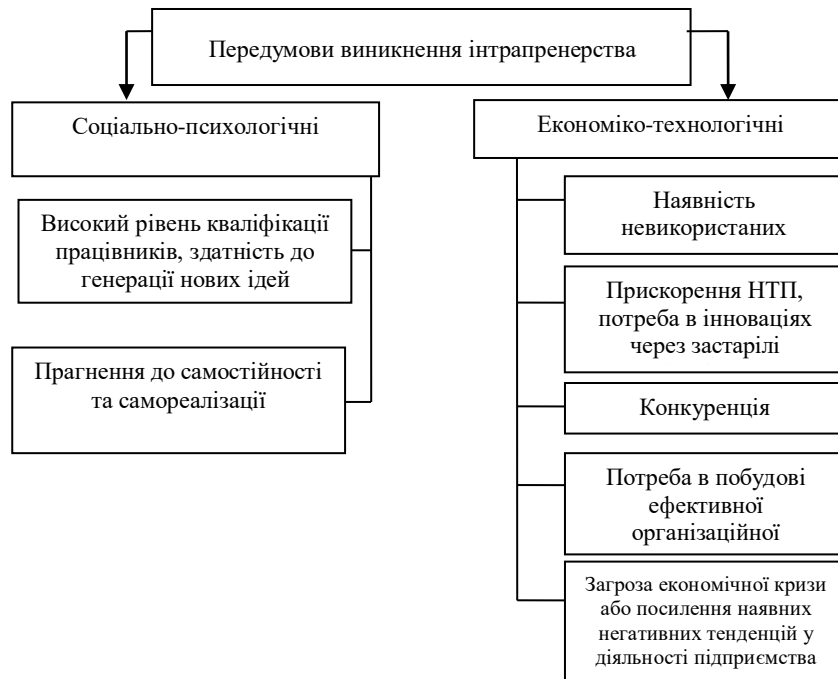 Передумови виникнення інтрапренерства
Соціально-психологічні
Високий рівень кваліфікації
працівників, здатність до
генерації нових ідей
Прагнення до самостійності
та самореалізації
Економіко-технологічні
Наявність
невикористаних
Прискорення НТП,
потреба в інноваціях
через застарілі
Конкуренція
Потреба в побудові
ефективної
організаційної
Загроза економічної кризи
або посилення наявних
негативних тенденцій у
діяльності підприємства